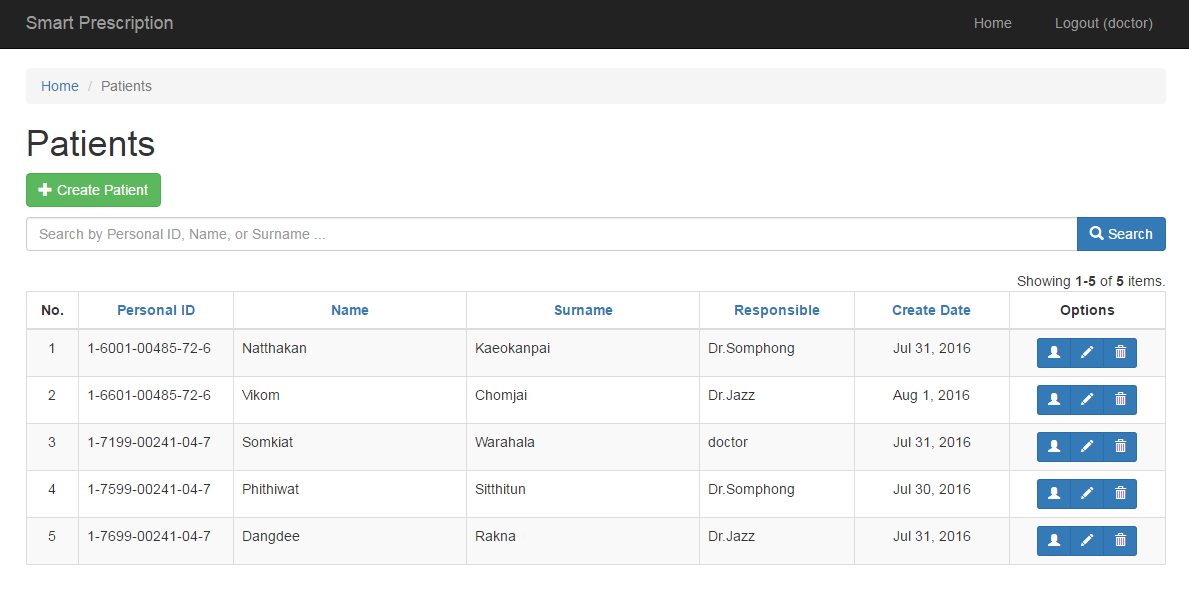 Smart Prescription Home Logout (doctor)
Home / Patients
Patients
Create Patient
Search by Personal ID, Name, or Surname ... Search
Showing 1-5 of 5 items.
No. Personal ID Name Surname Responsible Create Date Options
1 1-6001-00485-72-6 Natthakan Kaeokanpai Dr.Somphong Jul 31, 2016
2 1-6601-00485-72-6 Vikom Chomjai Dr.Jazz Aug 1, 2016
3 1-7199-00241-04-7 Somkiat Warahala doctor Jul 31, 2016
4 1-7599-00241-04-7 Phithiwat Sitthitun Dr.Somphong Jul 30, 2016
5 1-7699-00241-04-7 Dangdee Rakna Dr.Jazz Jul 31, 2016